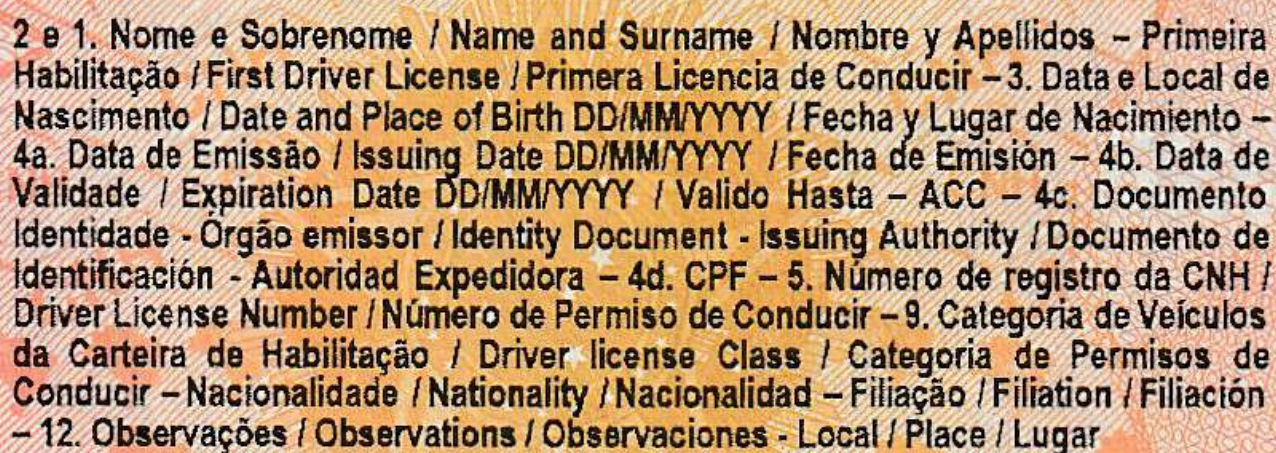 2 e 1. Nome e Sobrenome / Name and Surname / Nombre y Apellidos – Primeira
Habilitação / First Driver License / Primera Licencia de Conducir – 3. Data e Local de
Nascimento / Date and Place of Birth DD/MM/YYYY / Fecha y Lugar de Nacimiento –
4a. Data de Emissão / Issuing Date DD/MM/YYYY / Fecha de Emisión – 4b. Data de
Validade / Expiration Date DD/MM/YYYY / Valido Hasta – ACC – 4c. Documento
Identidade - Órgão emissor / Identity Document - Issuing Authority / Documento de
Identificación - Autoridad Expedidora – 4d. CPF – 5. Número de registro da CNH /
Driver License Number / Número de Permiso de Conducir – 9. Categoria de Veículos
da Carteira de Habilitação / Driver license Class / Categoria de Permisos de
Conducir – Nacionalidade / Nationality / Nacionalidad – Filiação / Filiation / Filiación
– 12. Observações / Observations / Observaciones - Local / Place / Lugar